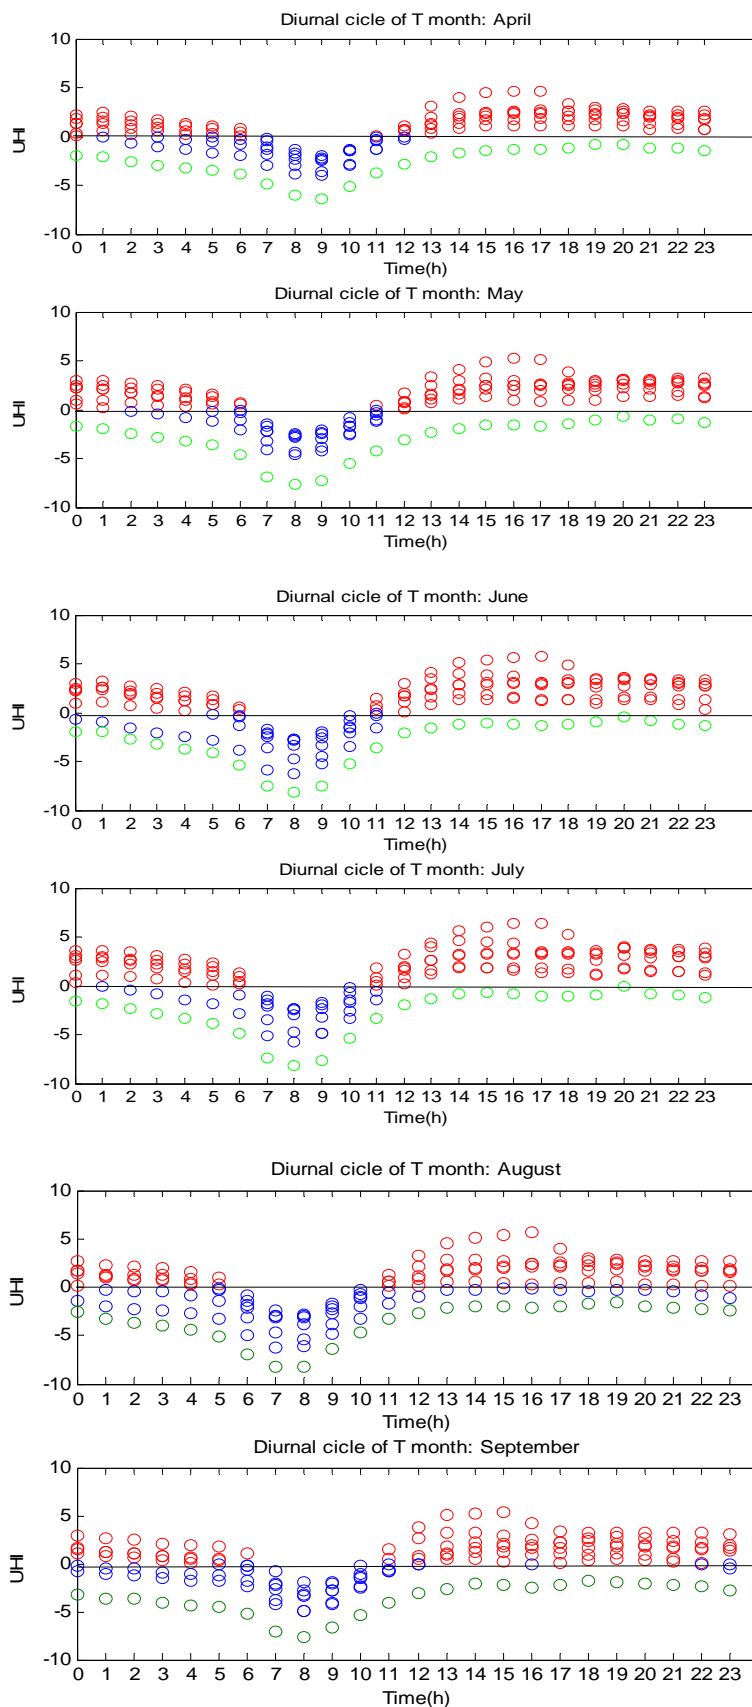 Diurnal cicle of T month: April
10
5
0
-5
-10
UHI
0 1 2 3 4 5 6 7 8 9 10 11 12 13 14 15 16 17 18 19 20 21 22 23
Time(h)
Diurnal cicle of T month: May
10
5
0
-5
-10
UHI
0 1 2 3 4 5 6 7 8 9 10 11 12 13 14 15 16 17 18 19 20 21 22 23
Time(h)
Diurnal cicle of T month: June
10
5
0
-5
-10
UHI
0 1 2 3 4 5 6 7 8 9 10 11 12 13 14 15 16 17 18 19 20 21 22 23
Time(h)
Diurnal cicle of T month: July
10
5
0
-5
-10
UHI
0 1 2 3 4 5 6 7 8 9 10 11 12 13 14 15 16 17 18 19 20 21 22 23
Time(h)
Diurnal cicle of T month: August
10
5
0
-5
-10
UHI
0 1 2 3 4 5 6 7 8 9 10 11 12 13 14 15 16 17 18 19 20 21 22 23
Time(h)
Diurnal cicle of T month: September
10
5
0
-5
-10
UHI
0 1 2 3 4 5 6 7 8 9 10 11 12 13 14 15 16 17 18 19 20 21 22 23
Time(h)